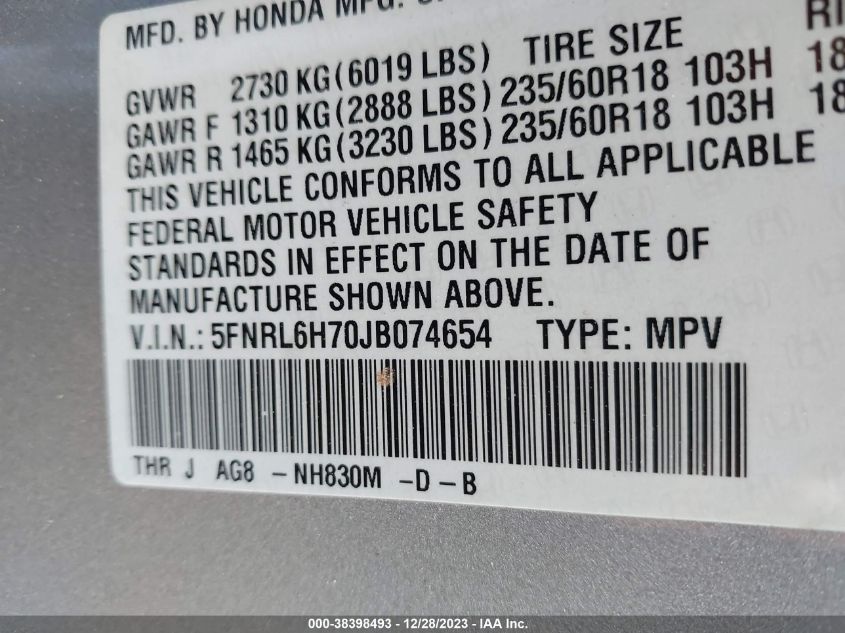 MFD. BY HONDA MFG.
TIRE SIZE
GVWR 2730 KG (6019 LBS)
GAWR F 1310 KG (2888 LBS) 235/60R18 103H 18
GAWR R 1465 KG (3230 LBS) 235/60R18 103H 18
THIS VEHICLE CONFORMS TO ALL APPLICABLE
FEDERAL MOTOR VEHICLE SAFETY
STANDARDS IN EFFECT ON THE DATE OF
MANUFACTURE SHOWN ABOVE.
V.I.N.: 5FNRL6H70JB074654 TYPE: MPV
THR J AG8 -NH830M -D -B
000-38398493 - 12/28/2023 - IAA Inc.